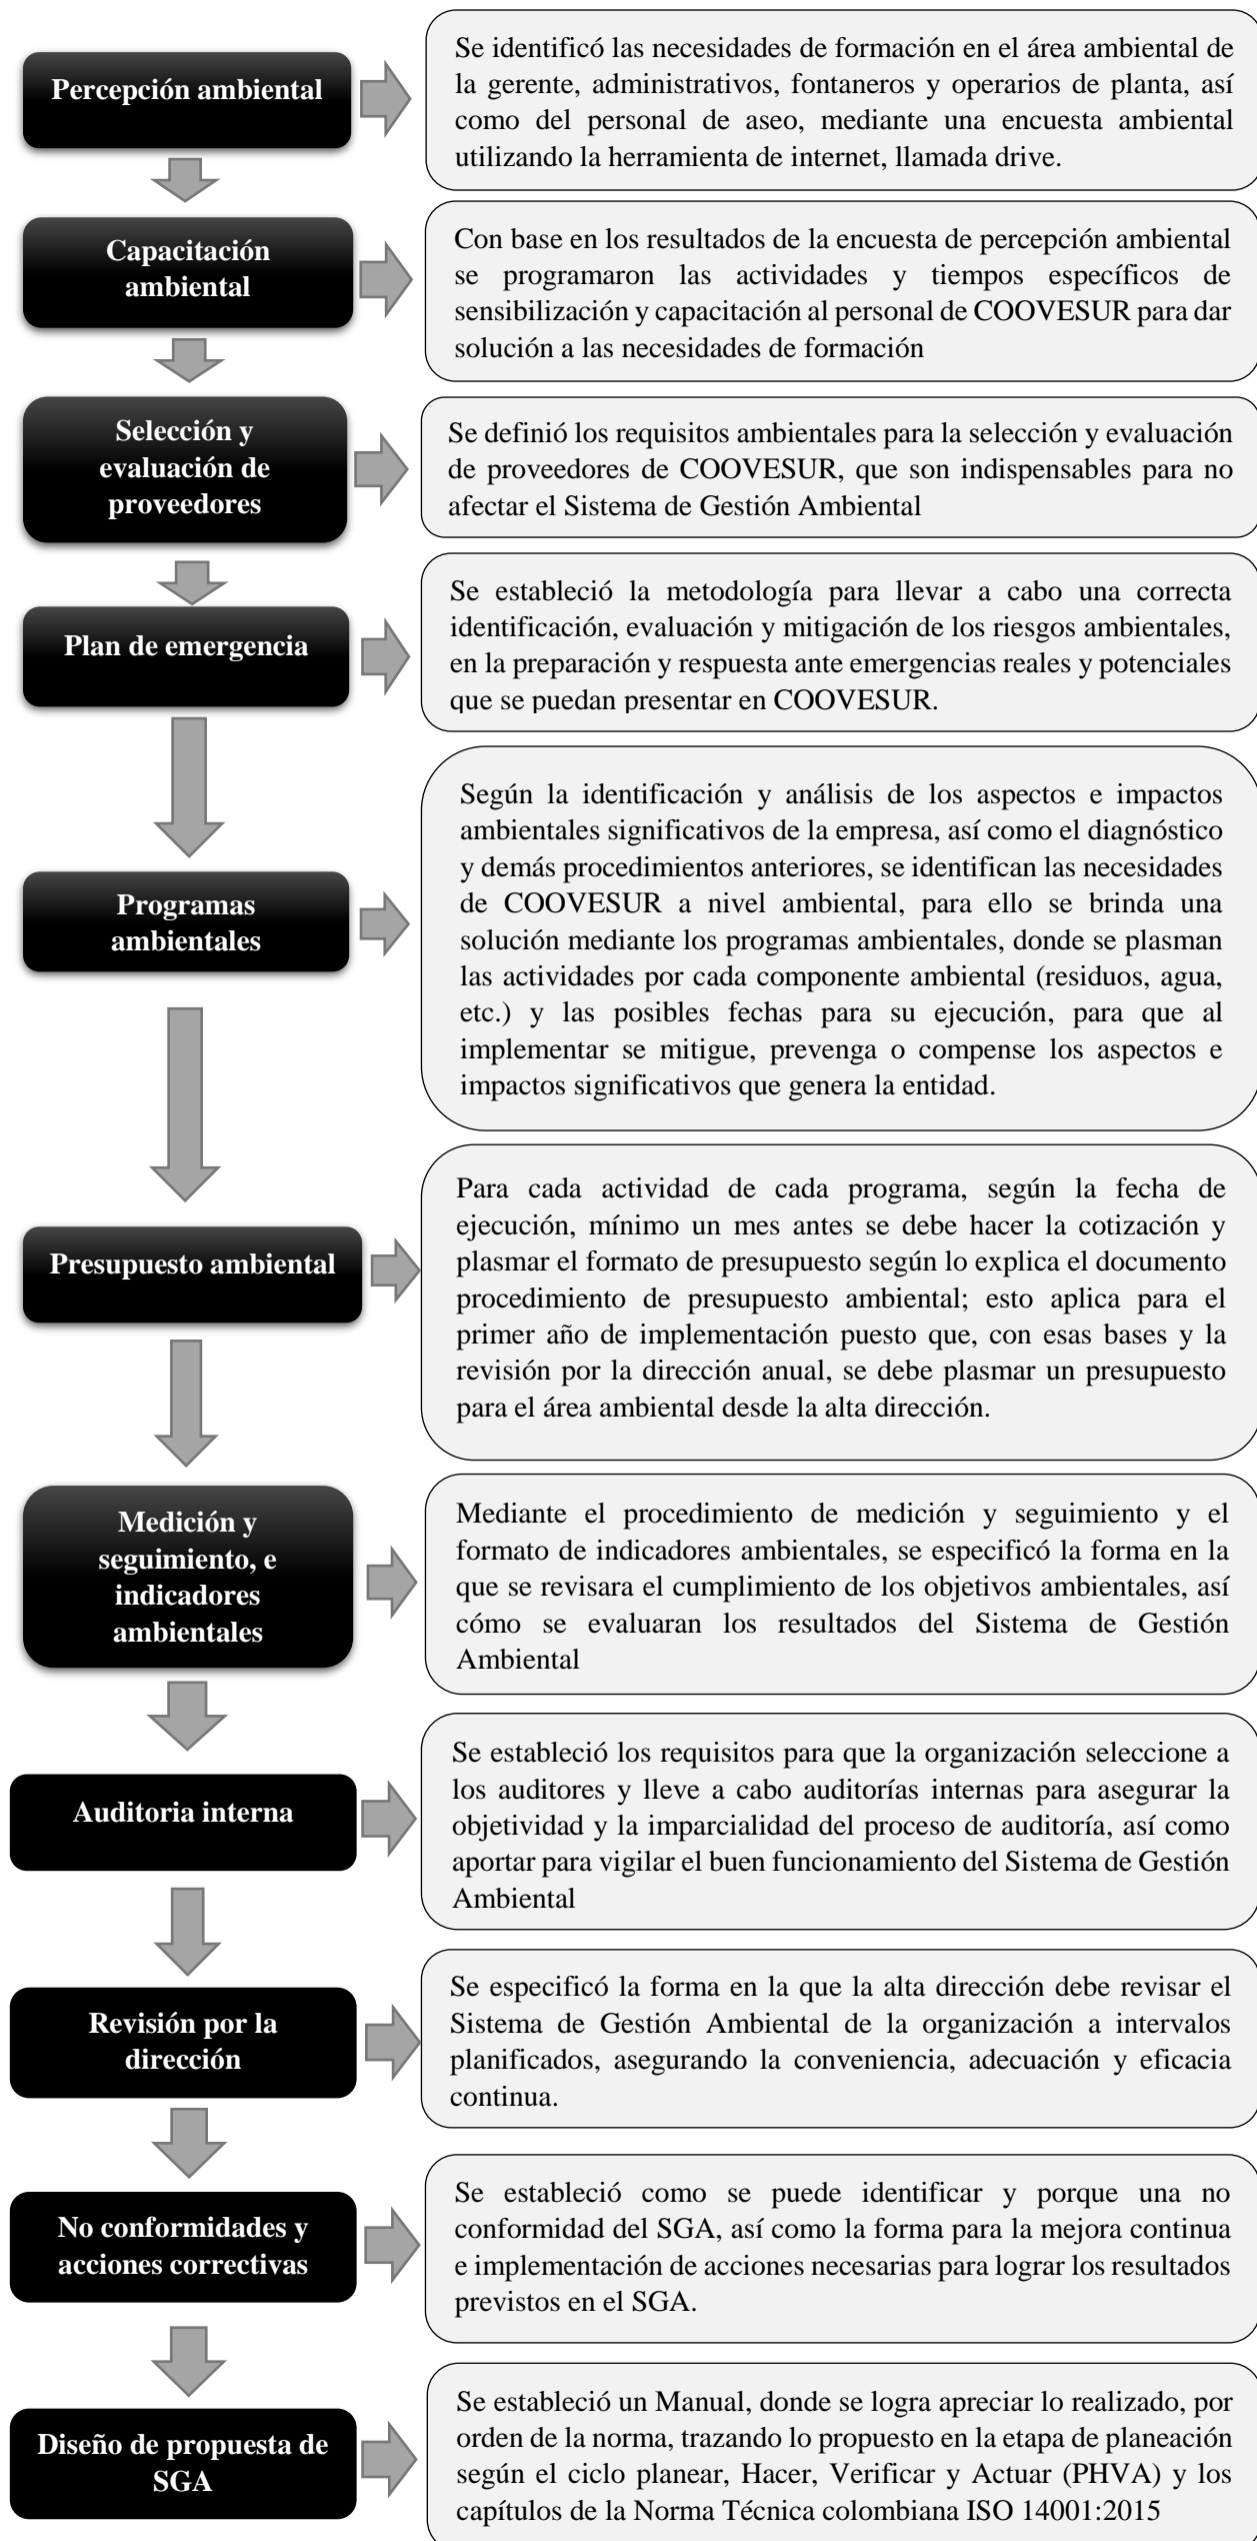 Percepción ambiental
Se identificó las necesidades de formación en el área ambiental de
la gerente, administrativos, fontaneros y operarios de planta, así
como del personal de aseo, mediante una encuesta ambiental
utilizando la herramienta de internet, llamada drive.
Capacitación
ambiental
Con base en los resultados de la encuesta de percepción ambiental
se programaron las actividades y tiempos específicos de
sensibilización y capacitación al personal de COOVESUR para dar
solución a las necesidades de formación
Selección y
evaluación de
proveedores
Se definió los requisitos ambientales para la selección y evaluación
de proveedores de COOVESUR, que son indispensables para no
afectar el Sistema de Gestión Ambiental
Plan de emergencia
Se estableció la metodología para llevar a cabo una correcta
identificación, evaluación y mitigación de los riesgos ambientales,
en la preparación y respuesta ante emergencias reales y potenciales
que se puedan presentar en COOVESUR.
Programas
ambientales
Según la identificación y análisis de los aspectos e impactos
ambientales significativos de la empresa, así como el diagnóstico
y demás procedimientos anteriores, se identifican las necesidades
de COOVESUR a nivel ambiental, para ello se brinda una
solución mediante los programas ambientales, donde se plasman
las actividades por cada componente ambiental (residuos, agua,
etc.) y las posibles fechas para su ejecución, para que al
implementar se mitigue, prevenga o compense los aspectos e
impactos significativos que genera la entidad.
Presupuesto ambiental
Para cada actividad de cada programa, según la fecha de
ejecución, mínimo un mes antes se debe hacer la cotización y
plasmar el formato de presupuesto según lo explica el documento
procedimiento de presupuesto ambiental; esto aplica para el
primer año de implementación puesto que, con esas bases y la
revisión por la dirección anual, se debe plasmar un presupuesto
para el área ambiental desde la alta dirección.
Medición y
seguimiento, e
indicadores
ambientales
Mediante el procedimiento de medición y seguimiento y el
formato de indicadores ambientales, se especificó la forma en la
que se revisara el cumplimiento de los objetivos ambientales, así
cómo se evaluaran los resultados del Sistema de Gestión
Ambiental
Auditoria interna
Se estableció los requisitos para que la organización seleccione a
los auditores y lleve a cabo auditorías internas para asegurar la
objetividad y la imparcialidad del proceso de auditoría, así como
aportar para vigilar el buen funcionamiento del Sistema de Gestión
Ambiental
Revisión por la
dirección
Se especificó la forma en la que la alta dirección debe revisar el
Sistema de Gestión Ambiental de la organización a intervalos
planificados, asegurando la conveniencia, adecuación y eficacia
continua.
No conformidades y
acciones correctivas
Se estableció como se puede identificar y porque una no
conformidad del SGA, así como la forma para la mejora continua
e implementación de acciones necesarias para lograr los resultados
previstos en el SGA.
Diseño de propuesta de
SGA
Se estableció un Manual, donde se logra apreciar lo realizado, por
orden de la norma, trazando lo propuesto en la etapa de planeación
según el ciclo planear, Hacer, Verificar y Actuar (PHVA) y los
capítulos de la Norma Técnica colombiana ISO 14001:2015